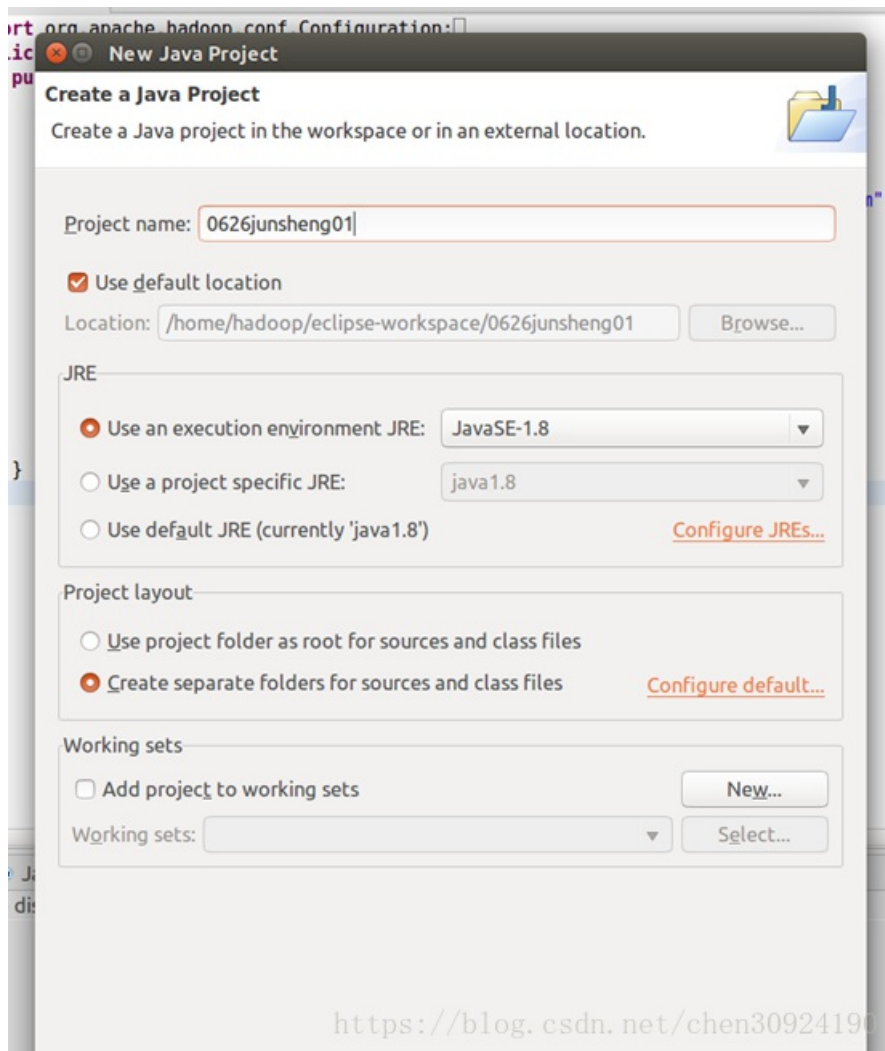 ort org.apache.hadoop.conf.Configuration;
lic
New Java Project
pu
Create a Java Project
Create a Java project in the workspace or in an external location.
n"
Project name: 0626junsheng01
Use default location
Location: /home/hadoop/eclipse-workspace/0626junsheng01 Browse...
JRE
Use an execution environment JRE: JavaSE-1.8
}
Use a project specific JRE: java1.8
Use default JRE (currently 'java1.8') Configure JREs...
Project layout
Use project folder as root for sources and class files
Create separate folders for sources and class files Configure default...
Working sets
Add project to working sets New...
Working sets: Select...
Ja
dis
https://blog.csdn.net/chen30924190